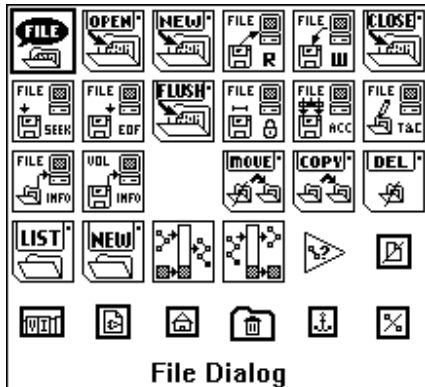 FILE OPEN NEW FILE R FILE W CLOSE
FILE SEEK FILE EOF FLUSH FILE FILE ACC FILE T&C
FILE INFO VOL INFO MOVE COPY DEL
LIST NEW ?
VIT
File Dialog